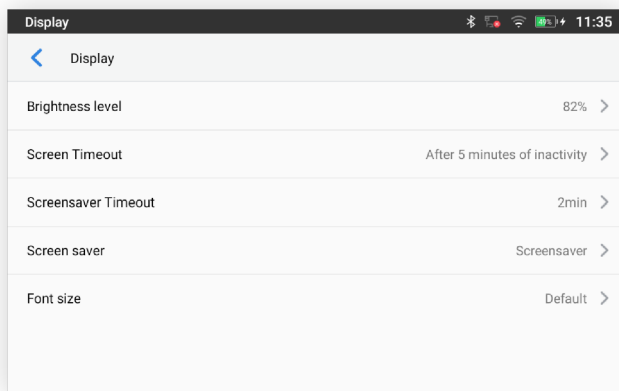 Display
11:35
Display
Brightness level 82%
Screen Timeout After 5 minutes of inactivity
Screensaver Timeout 2min
Screen saver Screensaver
Font size Default